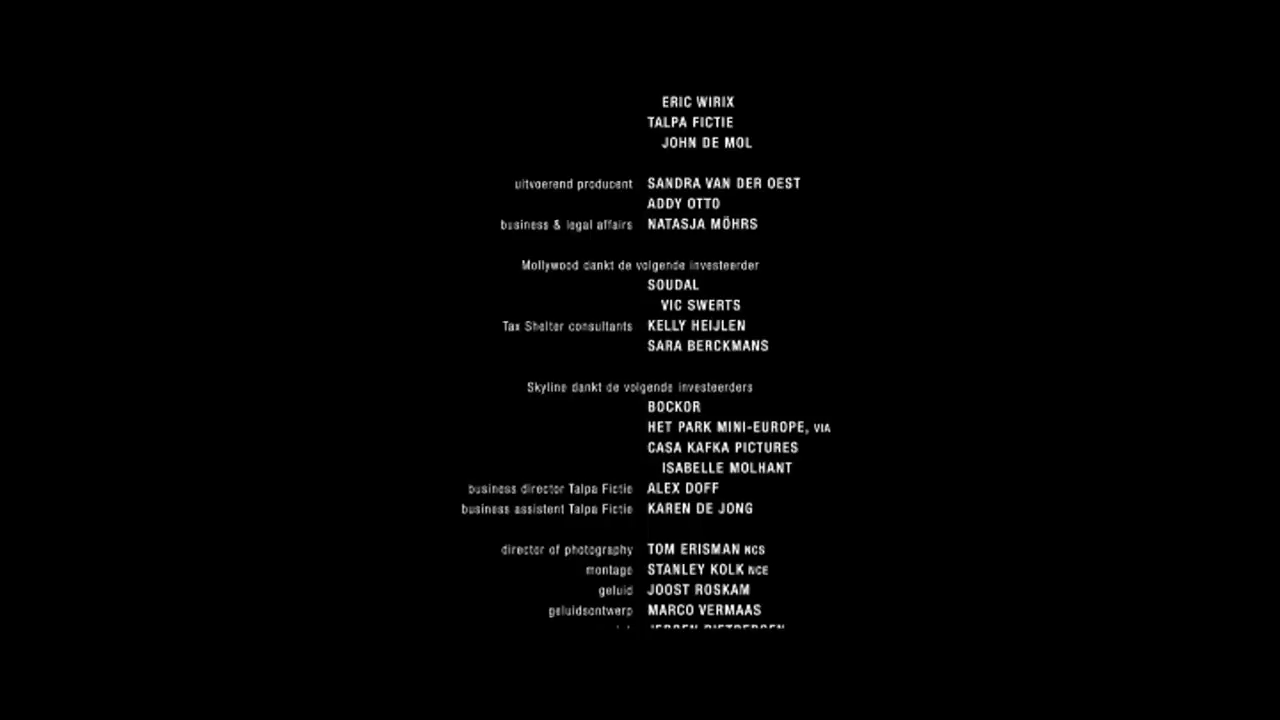 ERIC WIRIX
TALPA FICTIE
JOHN DE MOL
uitvoerend producent SANDRA VAN DER OEST
ADDY OTTO
business & legal affairs NATASJA MÖHRS
Mollywood dankt de volgende investeerder
SOUDAL
VIC SWERTS
Tax Shelter consultants KELLY HEIJLEN
SARA BERCKMANS
Skyline dankt de volgende investeerders
BOCKOR
HET PARK MINI-EUROPE, VIA
CASA KAFKA PICTURES
ISABELLE MOLHANT
business director Talpa Fictie ALEX DOFF
business assistent Talpa Fictie KAREN DE JONG
director of photography TOM ERISMAN NCS
montage STANLEY KOLK NCE
geluid JOOST ROSKAM
geluidsontwerp MARCO VERMAAS